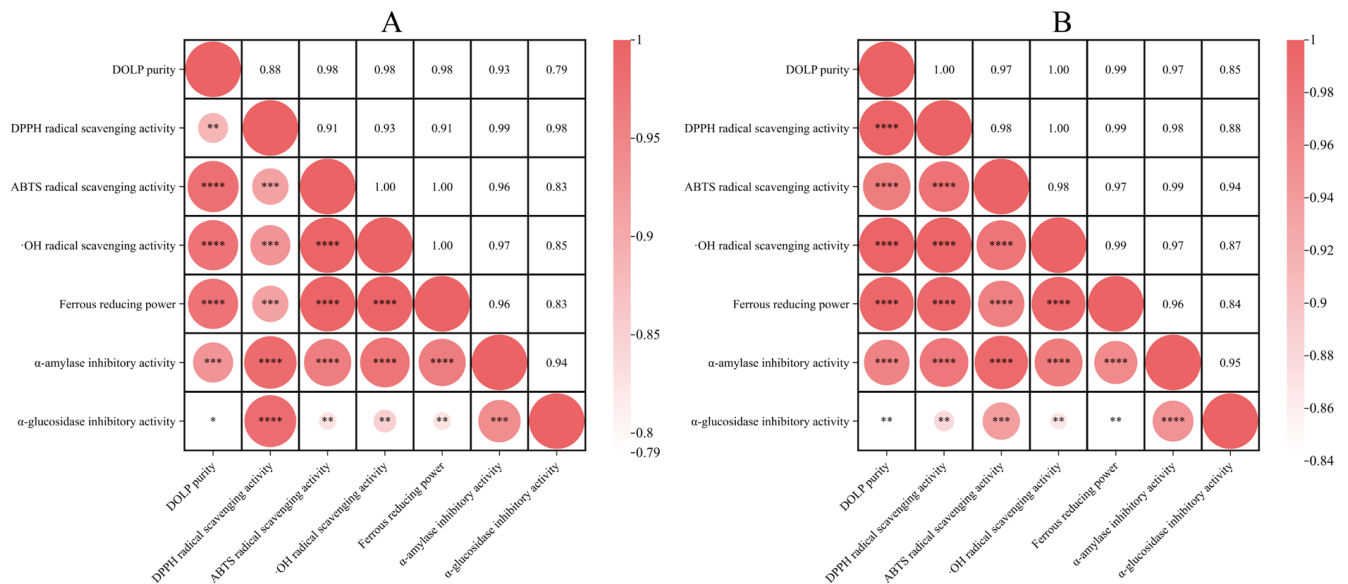 A
DOLP purity 0.88 0.98 0.98 0.98 0.93 0.79
DPPH radical scavenging activity ** 0.91 0.93 0.91 0.99 0.98
ABTS radical scavenging activity **** *** 1.00 1.00 0.96 0.83
·OH radical scavenging activity **** *** **** 1.00 0.97 0.85
Ferrous reducing power **** *** **** **** 0.96 0.83
α-amylase inhibitory activity *** **** **** **** **** 0.94
α-glucosidase inhibitory activity * **** ** ** ** ***
DOLP purity
DPPH radical scavenging activity
ABTS radical scavenging activity
·OH radical scavenging activity
Ferrous reducing power
α-amylase inhibitory activity
α-glucosidase inhibitory activity
1
0.95
0.9
0.85
0.8
0.79
B
DOLP purity 1.00 0.97 1.00 0.99 0.97 0.85
DPPH radical scavenging activity **** 0.98 1.00 0.99 0.98 0.88
ABTS radical scavenging activity **** **** 0.98 0.97 0.99 0.94
·OH radical scavenging activity **** **** **** 0.99 0.97 0.87
Ferrous reducing power **** **** **** **** 0.96 0.84
α-amylase inhibitory activity **** **** **** **** **** 0.95
α-glucosidase inhibitory activity ** ** *** ** ** ****
DOLP purity
DPPH radical scavenging activity
ABTS radical scavenging activity
·OH radical scavenging activity
Ferrous reducing power
α-amylase inhibitory activity
α-glucosidase inhibitory activity
1
0.98
0.96
0.94
0.92
0.9
0.88
0.86
0.84